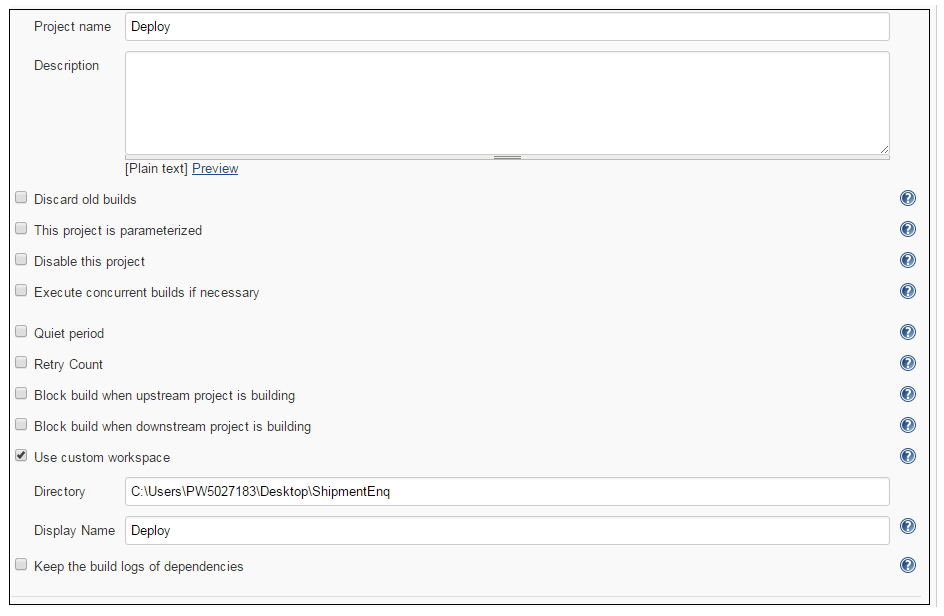 Project name Deploy
Description
[Plain text] Preview
Discard old builds
This project is parameterized
Disable this project
Execute concurrent builds if necessary
Quiet period
Retry Count
Block build when upstream project is building
Block build when downstream project is building
Use custom workspace
Directory C:\Users\PW5027183\Desktop\ShipmentEnq
Display Name Deploy
Keep the build logs of dependencies